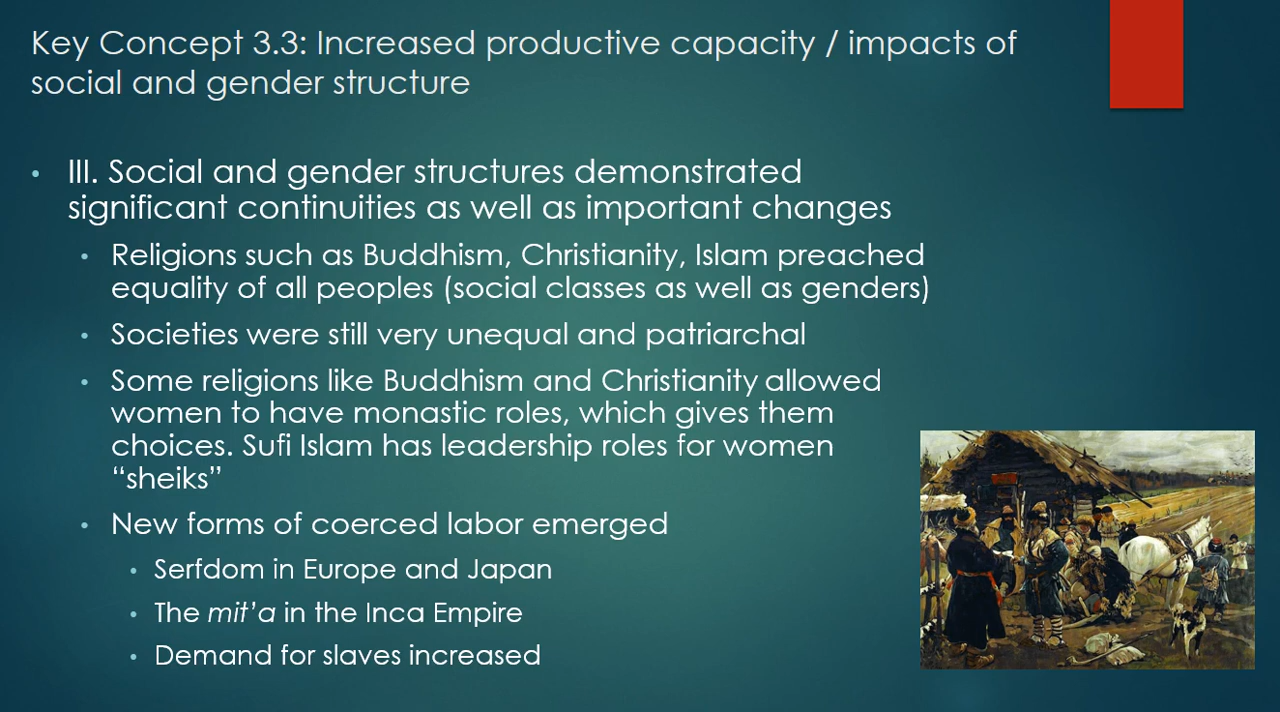 Key Concept 3.3: Increased productive capacity / impacts of
social and gender structure
• III. Social and gender structures demonstrated
significant continuities as well as important changes
• Religions such as Buddhism, Christianity, Islam preached
equality of all peoples (social classes as well as genders)
• Societies were still very unequal and patriarchal
• Some religions like Buddhism and Christianity allowed
women to have monastic roles, which gives them
choices. Sufi Islam has leadership roles for women
“sheiks”
• New forms of coerced labor emerged
• Serfdom in Europe and Japan
• The mit’a in the Inca Empire
• Demand for slaves increased